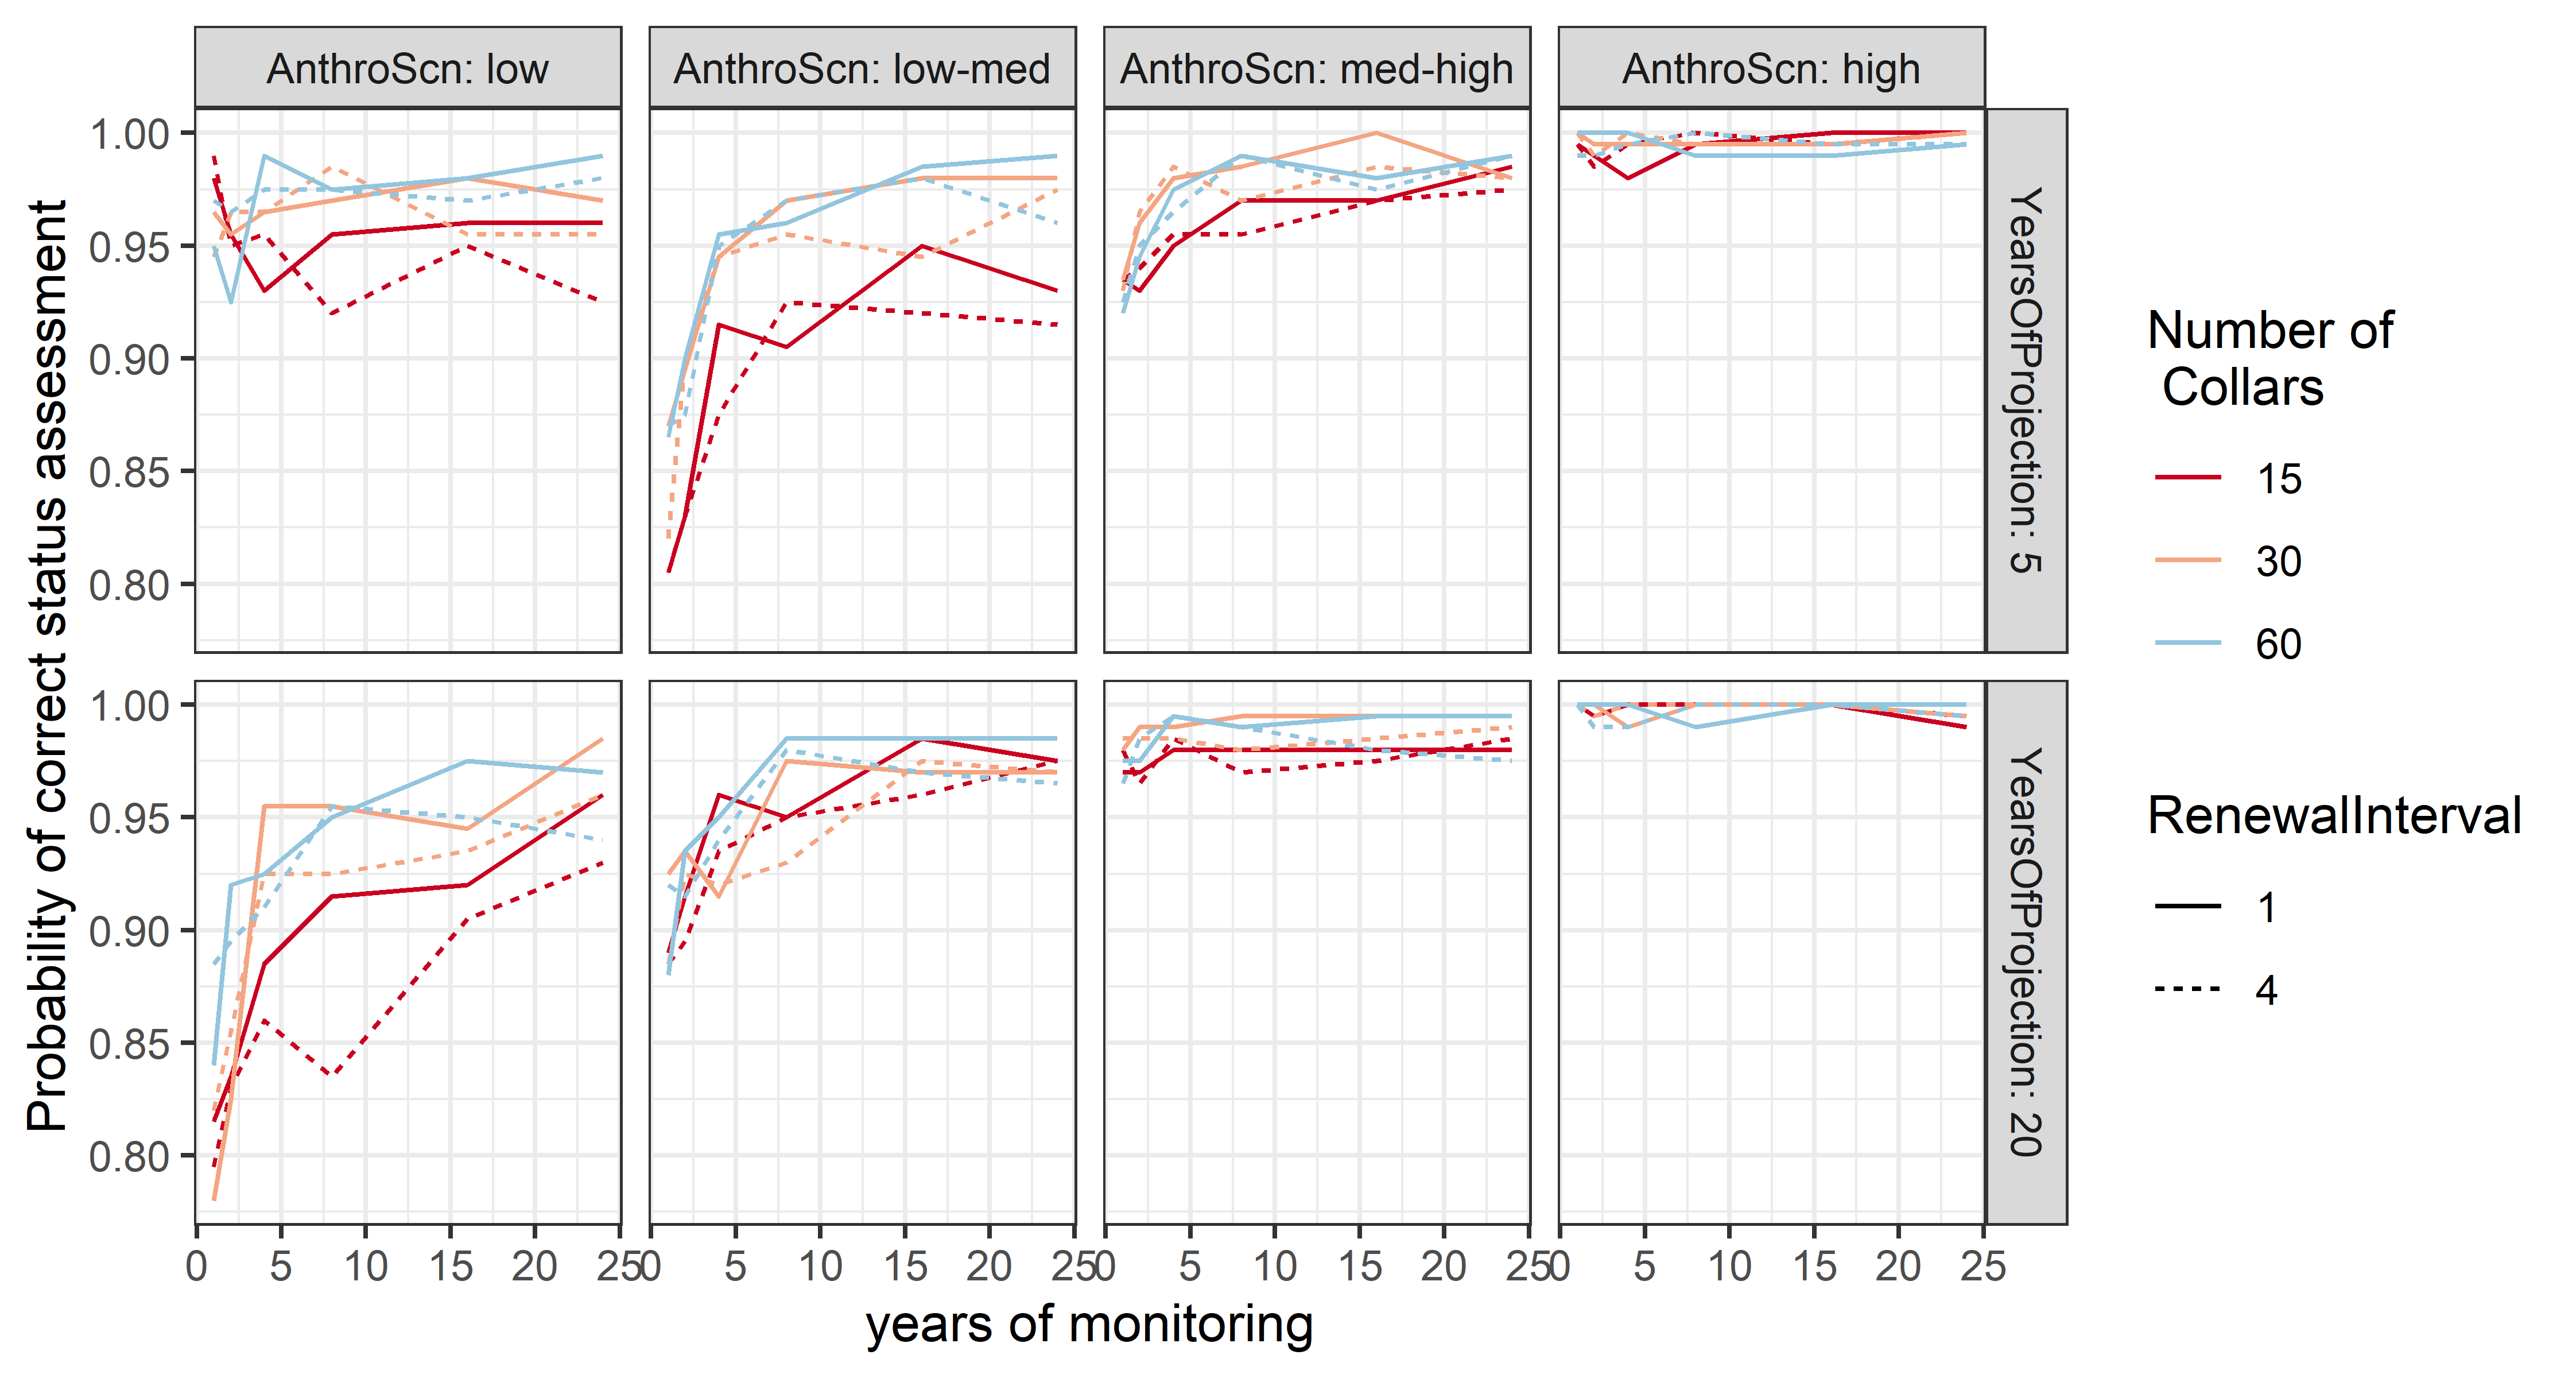 AnthroScn: low
AnthroScn: low-med
AnthroScn: med-high
AnthroScn: high
Probability of correct status assessment
1.00
0.95
0.90
0.85
0.80
YearsOfProjection: 5
1.00
0.95
0.90
0.85
0.80
YearsOfProjection: 20
0 5 10 15 20 25
0 5 10 15 20 25
0 5 10 15 20 25
0 5 10 15 20 25
years of monitoring
Number of
Collars
15
30
60
RenewalInterval
1
4